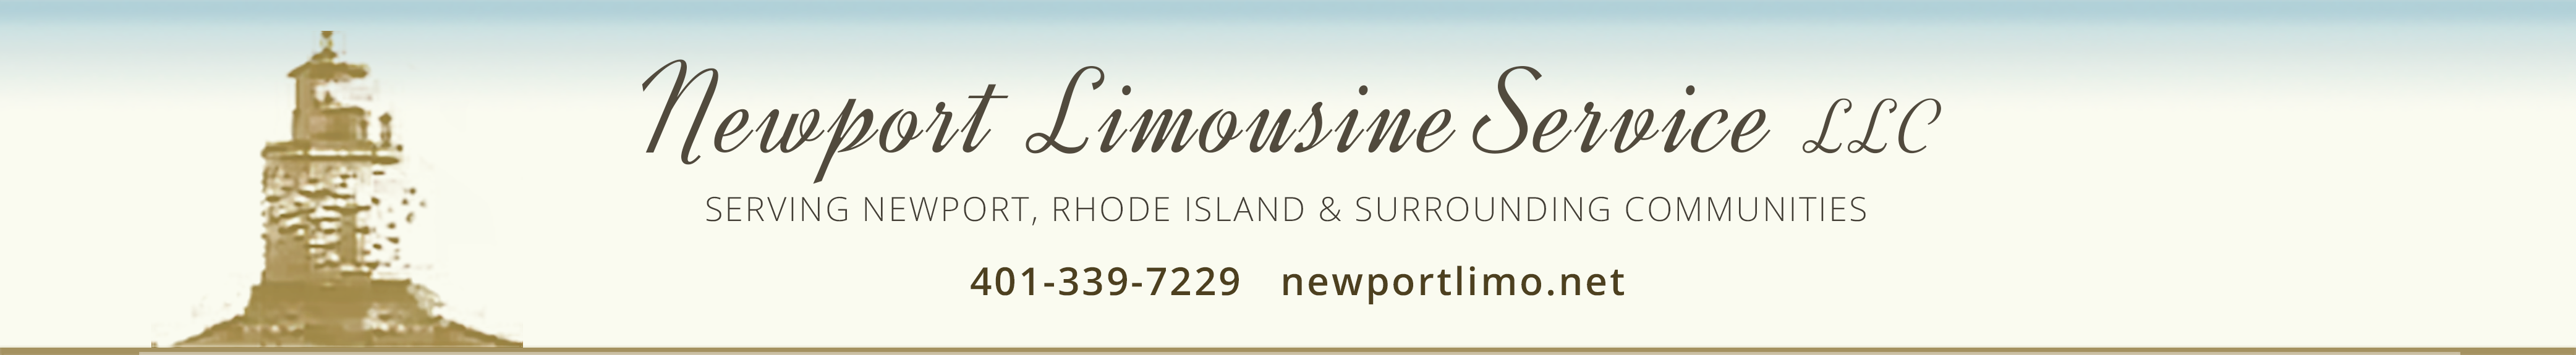 Newport Limousine Service LLC
SERVING NEWPORT, RHODE ISLAND & SURROUNDING COMMUNITIES
401-339-7229 newportlimo.net